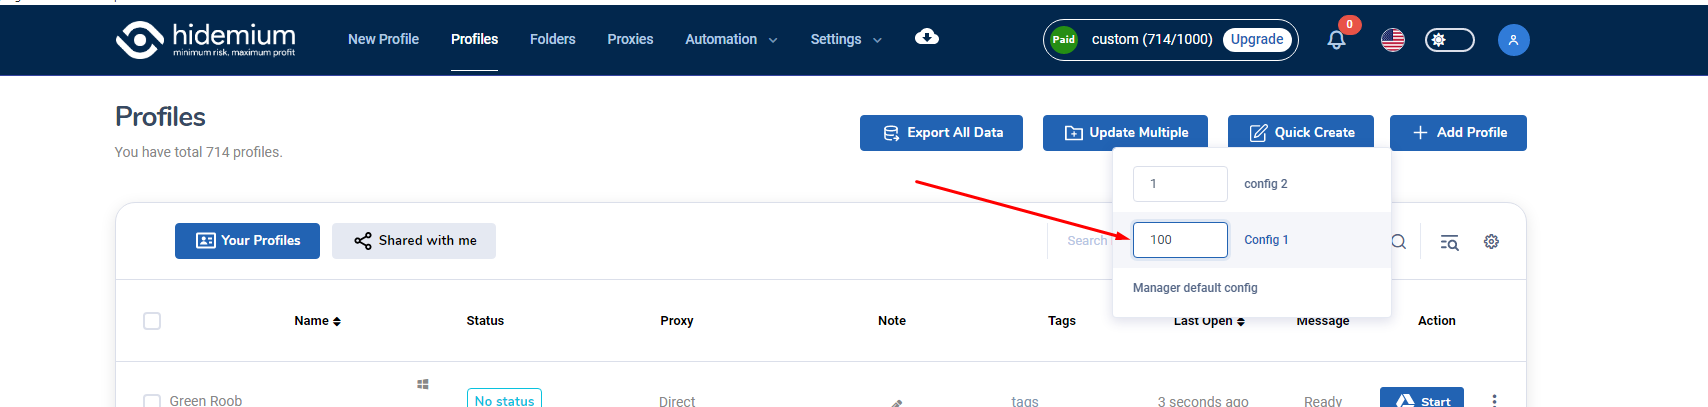 hidemium
minimum risk, maximum profit
New Profile
Profiles
Folders
Proxies
Automation
Settings
Paid
custom (714/1000)
Upgrade
0
Profiles
You have total 714 profiles.
Export All Data
Update Multiple
Quick Create
Add Profile
1
config 2
Your Profiles
Shared with me
Search
100
Config 1
Manager default config
Name
Status
Proxy
Note
Tags
Last Open
Message
Action
Green Roob
No status
Direct
tags
3 seconds ago
Ready
Start